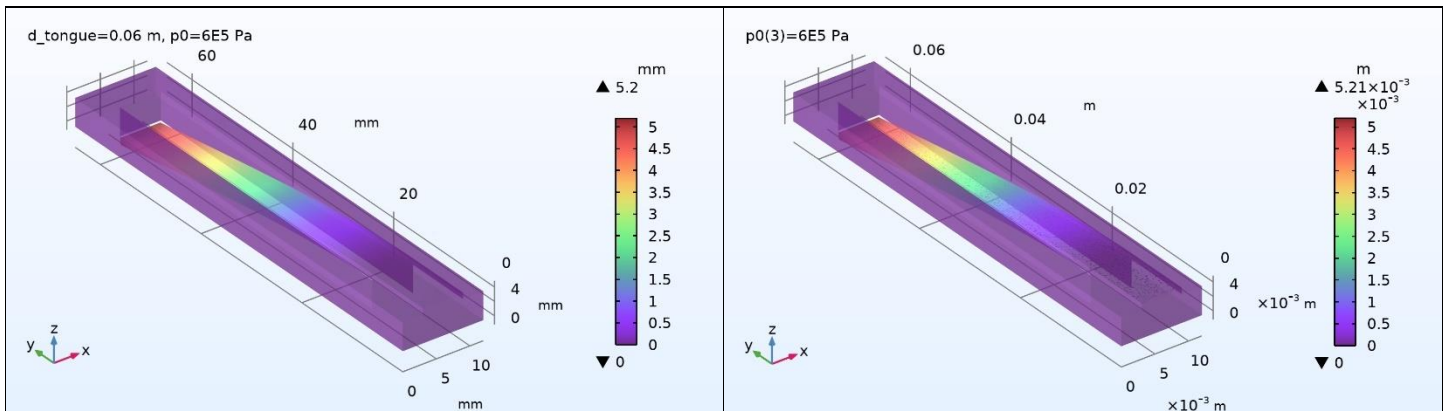 d_tongue=0.06 m, p0=6E5 Pa
60
40
mm
20
0
4
0
mm
10
5
0
mm
z
y
x
mm
▲ 5.2
5
4.5
4
3.5
3
2.5
2
1.5
1
0.5
0
▼ 0
p0(3)=6E5 Pa
0.06
m
0.04
0.02
0
4
0
×10⁻³ m
10
5
0
×10⁻³ m
z
y
x
m
▲ 5.21×10⁻³
×10⁻³
5
4.5
4
3.5
3
2.5
2
1.5
1
0.5
0
▼ 0